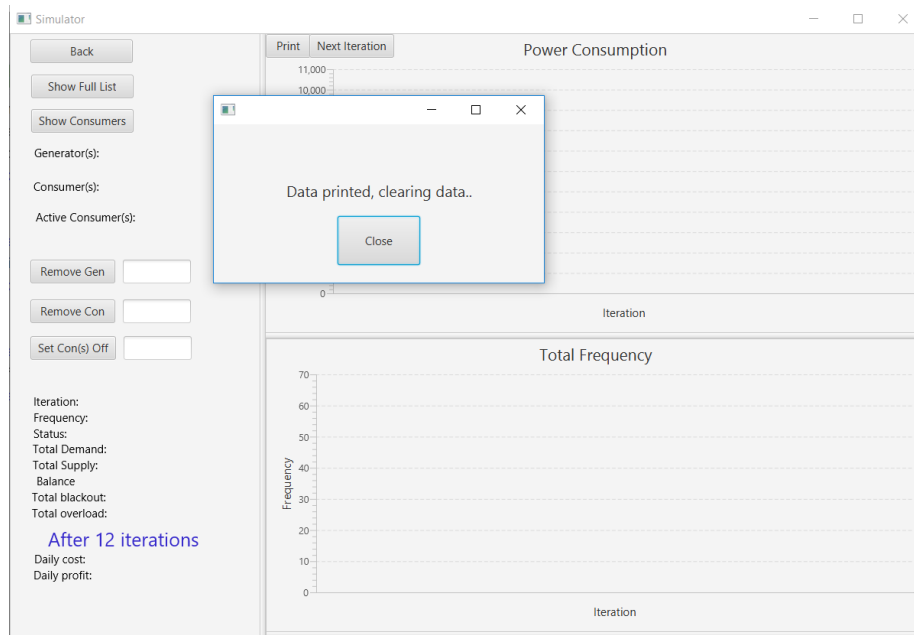 Simulator
Back
Show Full List
Show Consumers
Generator(s):
Consumer(s):
Active Consumer(s):
Remove Gen
Remove Con
Set Con(s) Off
Iteration:
Frequency:
Status:
Total Demand:
Total Supply:
Balance
Total blackout:
Total overload:
After 12 iterations
Daily cost:
Daily profit:
Print Next Iteration
Power Consumption
11,000
10,000
0
Iteration
Data printed, clearing data..
Close
Total Frequency
70
60
50
40
30
20
10
0
Frequency
Iteration